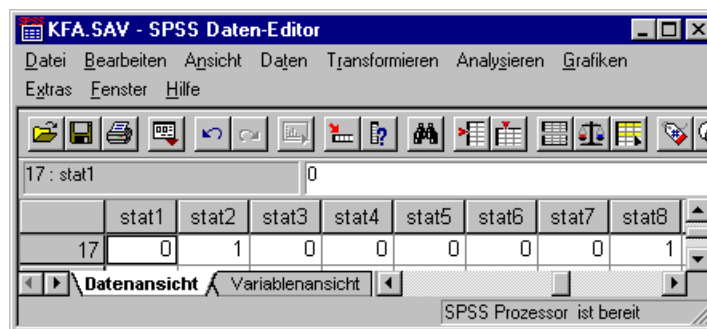 KFA.SAV - SPSS Daten-Editor
Datei Bearbeiten Ansicht Daten Transformieren Analysieren Grafiken
Extras Fenster Hilfe
17 : stat1 0
stat1 stat2 stat3 stat4 stat5 stat6 stat7 stat8
17 0 1 0 0 0 0 0 1
Datenansicht Variablenansicht
SPSS Prozessor ist bereit